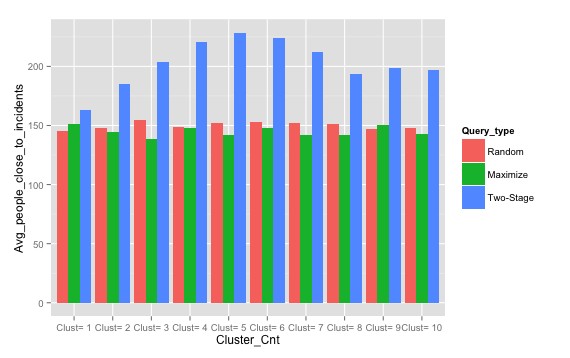 Avg_people_close_to_incidents
200
150
100
50
0
Clust= 1 Clust= 2 Clust= 3 Clust= 4 Clust= 5 Clust= 6 Clust= 7 Clust= 8 Clust= 9 Clust= 10
Cluster_Cnt
Query_type
Random
Maximize
Two-Stage